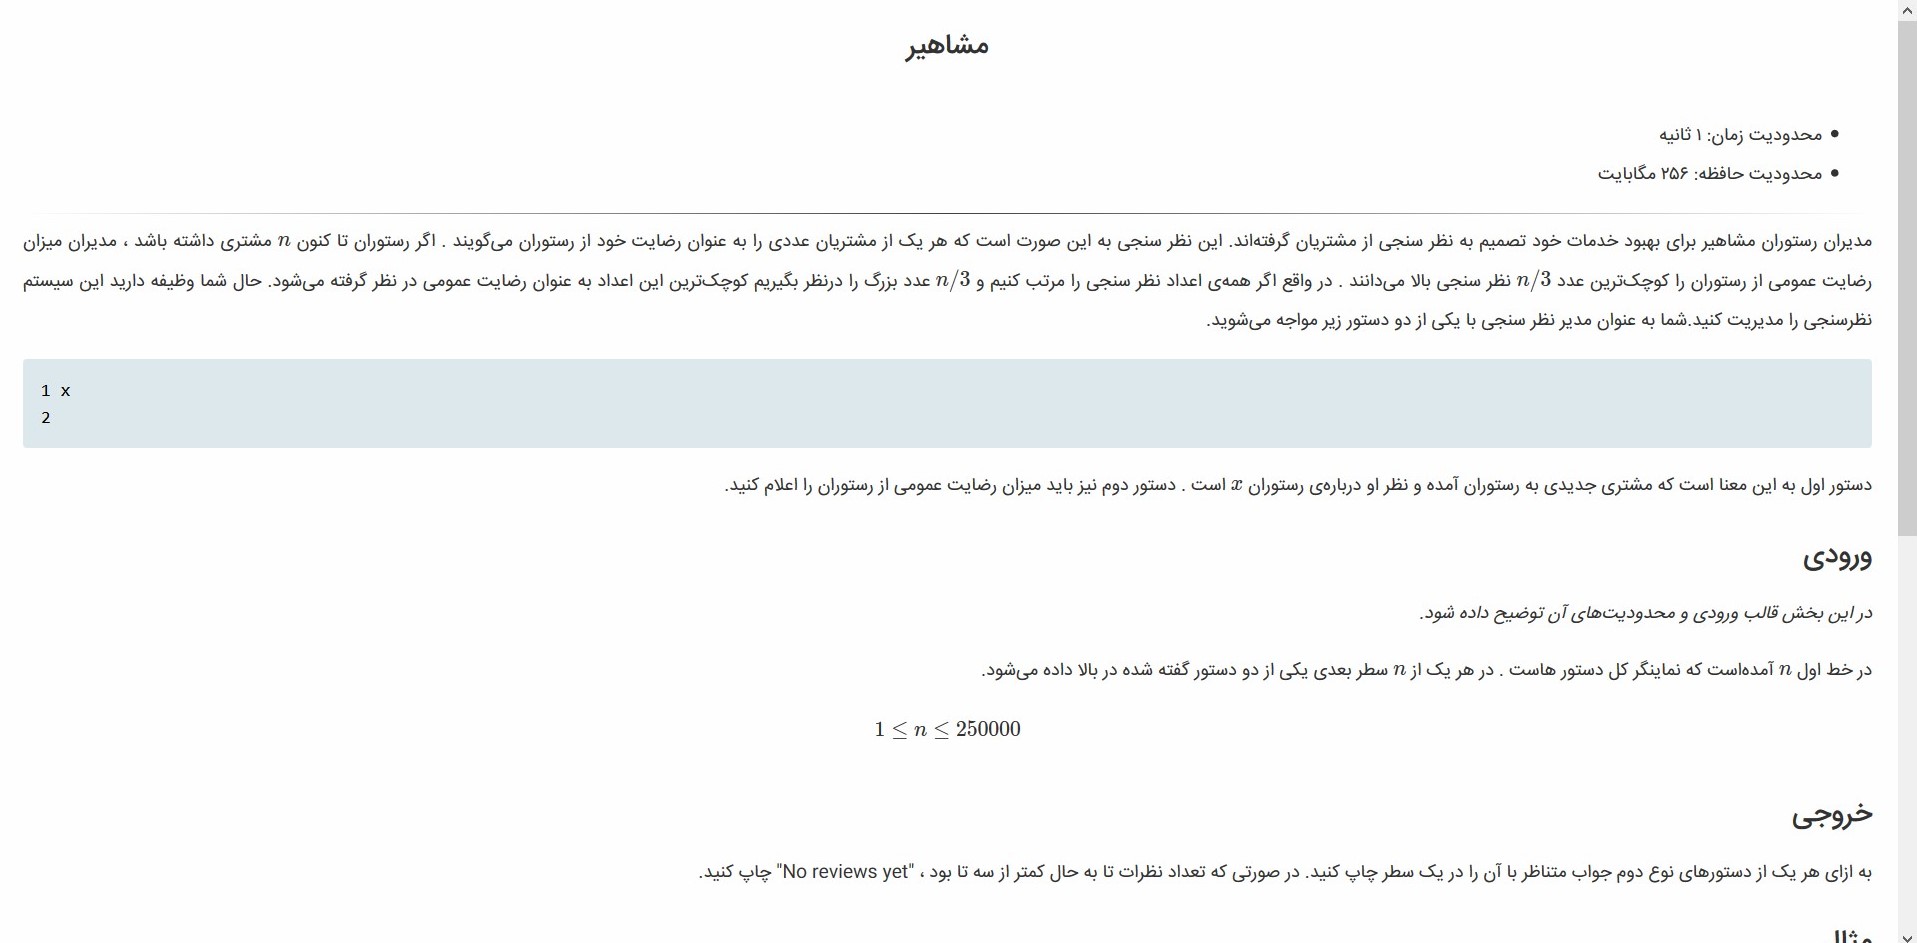 مشاهیر
محدودیت زمان: ۱ ثانیه
محدودیت حافظه: ۲۵۶ مگابایت
مدیران رستوران مشاهیر برای بهبود خدمات خود تصمیم به نظر سنجی از مشتریان گرفته‌اند. این نظر سنجی به این صورت است که هر یک از مشتریان عددی را به عنوان رضایت خود از رستوران می‌گویند . اگر رستوران تا کنون n مشتری داشته باشد ، مدیران میزان
رضایت عمومی از رستوران را کوچک‌ترین عدد n/3 نظر سنجی بالا می‌دانند . در واقع اگر همه‌ی اعداد نظر سنجی را مرتب کنیم و n/3 عدد بزرگ را درنظر بگیریم کوچک‌ترین این اعداد به عنوان رضایت عمومی در نظر گرفته می‌شود. حال شما وظیفه دارید این سیستم
نظرسنجی را مدیریت کنید.شما به عنوان مدیر نظر سنجی با یکی از دو دستور زیر مواجه می‌شوید.
1 x
2
دستور اول به این معنا است که مشتری جدیدی به رستوران آمده و نظر او درباره‌ی رستوران x است . دستور دوم نیز باید میزان رضایت عمومی از رستوران را اعلام کنید.
ورودی
در این بخش قالب ورودی و محدودیت‌های آن توضیح داده شود.
در خط اول n آمده‌است که نماینگر کل دستور هاست . در هر یک از n سطر بعدی یکی از دو دستور گفته شده در بالا داده می‌شود.
1 ≤ n ≤ 250000
خروجی
به ازای هر یک از دستورهای نوع دوم جواب متناظر با آن را در یک سطر چاپ کنید. در صورتی که تعداد نظرات تا به حال کمتر از سه تا بود ، "No reviews yet" چاپ کنید.
مثال